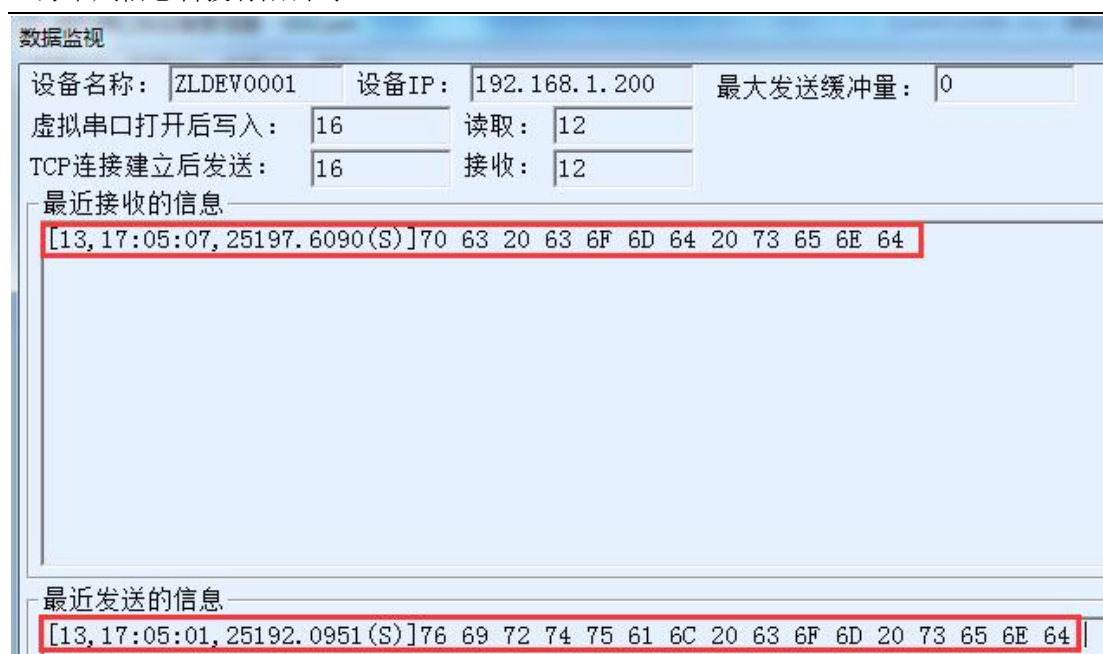 数据监视
设备名称： ZLDEV0001 设备IP： 192.168.1.200 最大发送缓冲量： 0
虚拟串口打开后写入： 16 读取： 12
TCP连接建立后发送： 16 接收： 12
最近接收的信息
[13,17:05:07,25197.6090(S)]70 63 20 63 6F 6D 64 20 73 65 6E 64
最近发送的信息
[13,17:05:01,25192.0951(S)]76 69 72 74 75 61 6C 20 63 6F 6D 20 73 65 6E 64